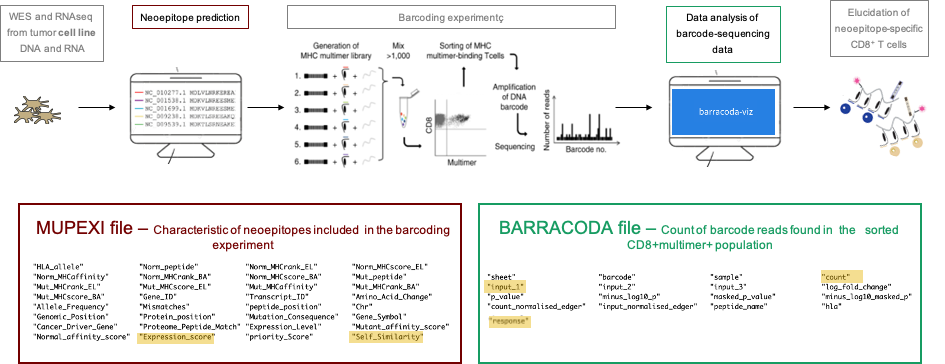 WES and RNAseq
from tumor cell line
DNA and RNA
Neoepitope prediction
Barcoding experimentç
Data analysis of
barcode-sequencing
data
Elucidation of
neoepitope-specific
CD8⁺ T cells
Generation of
MHC multimer library
Mix
>1,000
Sorting of MHC
multimer-binding Tcells
1.
2.
3.
4.
5.
6.
CD8
Multimer
Amplification
of DNA
barcode
Sequencing
Number of reads
Barcode no.
NC_010277.1 MDLVLNRKEREA
NC_001538.1 MDKVLNREESME
NC_001699.1 MDRVLSRADKE
NC_009238.1 MDKVLNRESAKQ
NC_009539.1 MDTVLSRNSAKE
barracoda-viz
MUPEXI file – Characteristic of neoepitopes included in the barcoding
experiment
"HLA_allele" "Norm_peptide" "Norm_MHCrank_EL" "Norm_MHCscore_EL"
"Norm_MHCaffinity" "Norm_MHCrank_BA" "Norm_MHCscore_BA" "Mut_peptide"
"Mut_MHCrank_EL" "Mut_MHCscore_EL" "Mut_MHCaffinity" "Mut_MHCrank_BA"
"Mut_MHCscore_BA" "Gene_ID" "Transcript_ID" "Amino_Acid_Change"
"Allele_Frequency" "Mismatches" "peptide_position" "Chr"
"Genomic_Position" "Protein_position" "Mutation_Consequence" "Gene_Symbol"
"Cancer_Driver_Gene" "Proteome_Peptide_Match" "Expression_Level" "Mutant_affinity_score"
"Normal_affinity_score" "Expression_score" "priority_Score" "Self_Similarity"
BARRACODA file – Count of barcode reads found in the sorted
CD8+multimer+ population
"sheet" "barcode" "sample" "count"
"input_1" "input_2" "input_3" "log_fold_change"
"p_value" "minus_log10_p" "masked_p_value" "minus_log10_masked_p"
"count_normalised_edger" "input_normalised_edger" "peptide_name" "hla"
"response"